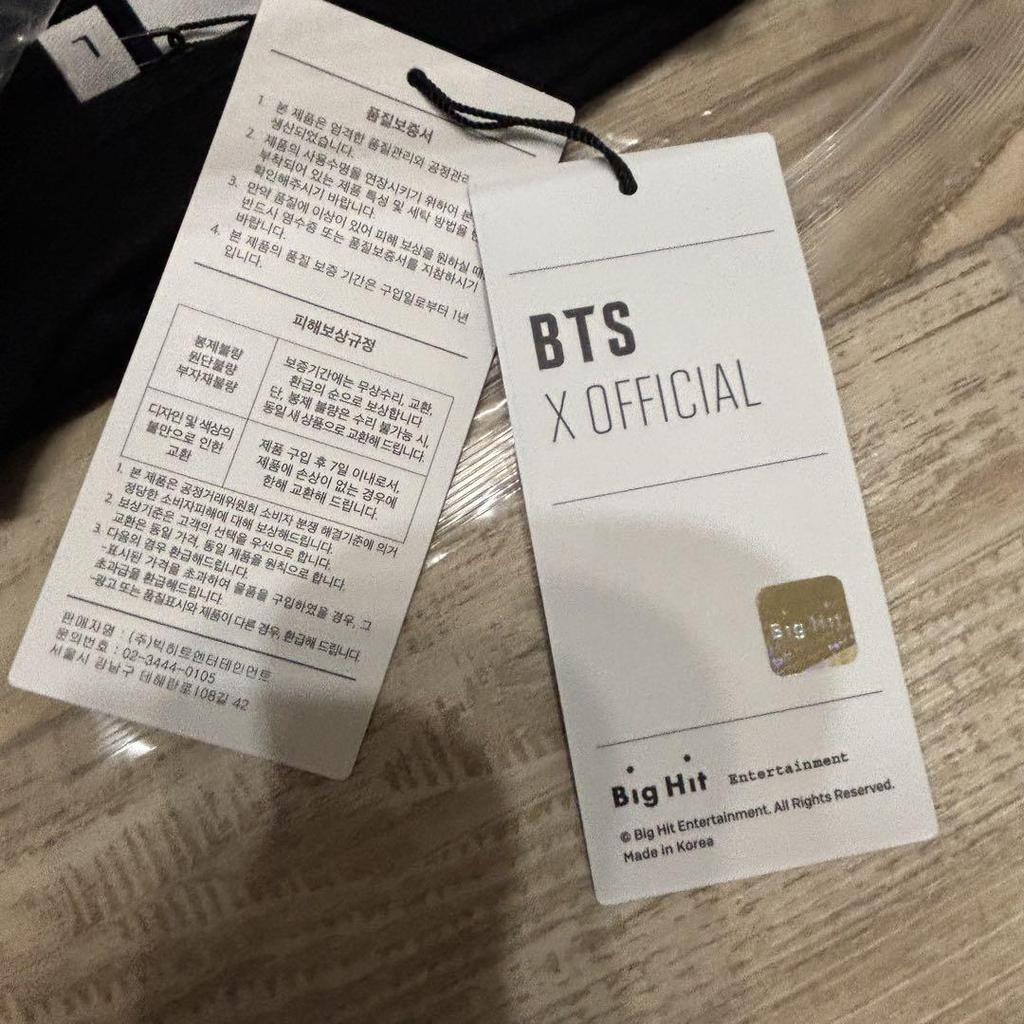 L
품질보증서
1. 본 제품은 엄격한 품질관리와 공정관리
생산되었습니다.
2. 제품의 사용수명을 연장시키기 위하여 본
부착되어 있는 제품 특성 및 세탁 방법을
확인해주시기 바랍니다.
3. 만약 품질에 이상이 있어 피해 보상을 원하실 때
반드시 영수증 또는 품질보증서를 지참하시기
바랍니다.
4. 본 제품의 품질 보증 기간은 구입일로부터 1년
입니다.
피해보상규정
봉제불량
원단불량
부자재불량
보증기간에는 무상수리, 교환,
환급의 순으로 보상합니다
단, 봉제 불량은 수리 불가능 시,
동일 새 상품으로 교환해 드립니다.
디자인 및 색상의
불만으로 인한
교환
제품 구입 후 7일 이내로서,
제품에 손상이 없는 경우에
한해 교환해 드립니다.
1. 본 제품은 공정거래위원회 소비자 분쟁 해결기준에 의거
정당한 소비자피해에 대해 보상해드립니다.
2. 보상기준은 고객의 선택을 우선으로 합니다.
교환은 동일 가격, 동일 제품을 원칙으로 합니다.
3. 다음의 경우 환급해드립니다.
-표시된 가격을 초과하여 물품을 구입하였을 경우, 그
초과금을 환급해드립니다.
-광고 또는 품질표시와 제품이 다른 경우, 환급해 드립니다.
판매자명 : (주)빅히트엔터테인먼트
문의번호 : 02-3444-0105
서울시 강남구 테헤란로108길 42
BTS
X OFFICIAL
Big Hit
Big Hit Entertainment
© Big Hit Entertainment. All Rights Reserved.
Made in Korea